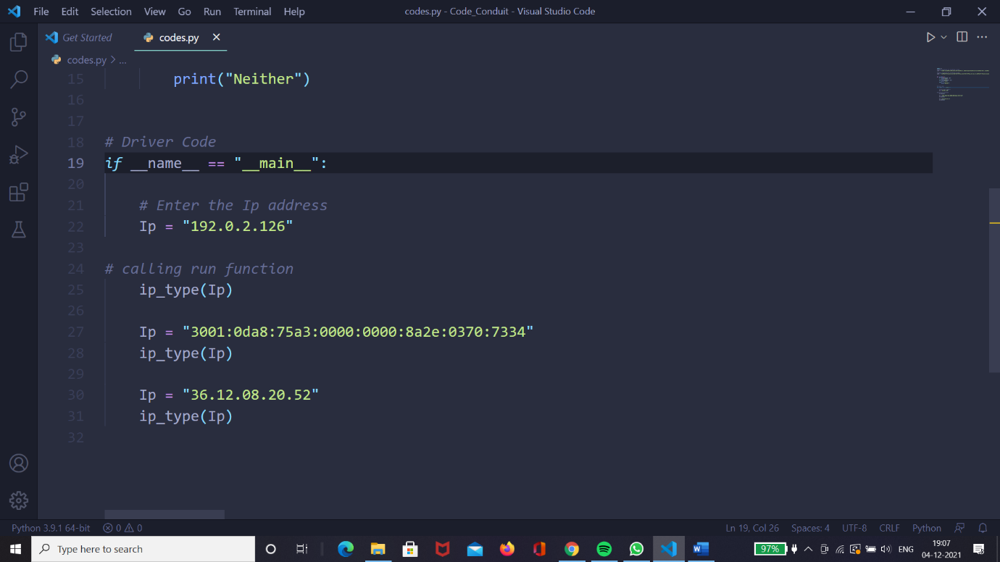 File Edit Selection View Go Run Terminal Help codes.py - Code_Conduit - Visual Studio Code
Get Started codes.py
codes.py > ...
15 print("Neither")
16
17
18 # Driver Code
19 if __name__ == "__main__":
20
21 # Enter the Ip address
22 Ip = "192.0.2.126"
23
24 # calling run function
25 ip_type(Ip)
26
27 Ip = "3001:0da8:75a3:0000:0000:8a2e:0370:7334"
28 ip_type(Ip)
29
30 Ip = "36.12.08.20.52"
31 ip_type(Ip)
32
Python 3.9.1 64-bit 0 0 Ln 19, Col 26 Spaces: 4 UTF-8 CRLF Python
Type here to search 97% ENG 19:07
04-12-2021